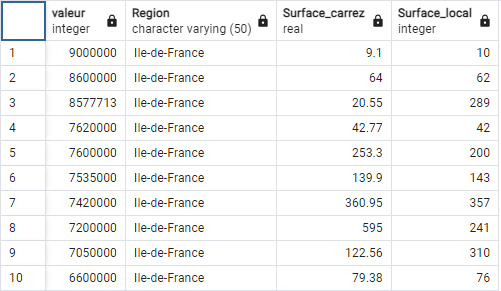 valeur Region Surface_carrez Surface_local
integer character varying (50) real integer
1 9000000 Ile-de-France 9.1 10
2 8600000 Ile-de-France 64 62
3 8577713 Ile-de-France 20.55 289
4 7620000 Ile-de-France 42.77 42
5 7600000 Ile-de-France 253.3 200
6 7535000 Ile-de-France 139.9 143
7 7420000 Ile-de-France 360.95 357
8 7200000 Ile-de-France 595 241
9 7050000 Ile-de-France 122.56 310
10 6600000 Ile-de-France 79.38 76